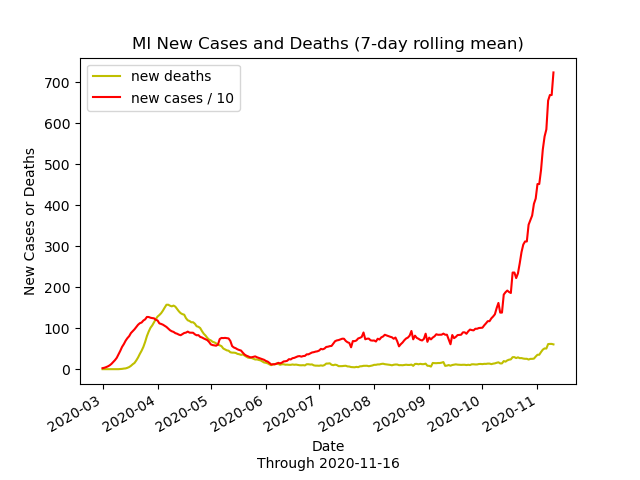 MI New Cases and Deaths (7-day rolling mean)
new deaths
new cases / 10
700
600
500
400
300
200
100
0
New Cases or Deaths
2020-03
2020-04
2020-05
2020-06
2020-07
2020-08
2020-09
2020-10
2020-11
Date
Through 2020-11-16